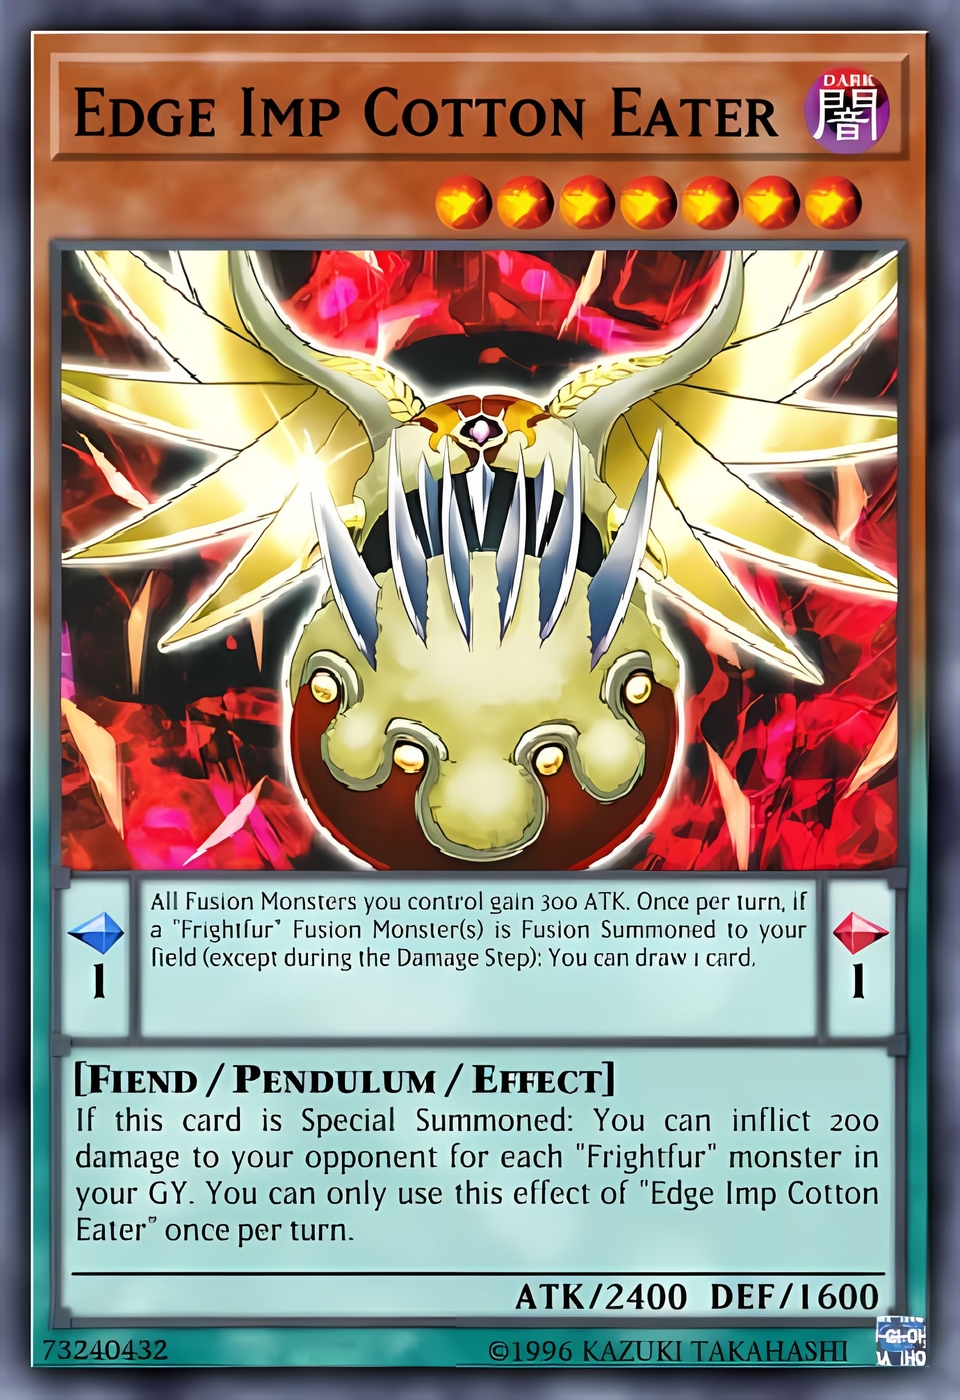 EDGE IMP COTTON EATER
DARK
闇
All Fusion Monsters you control gain 300 ATK. Once per turn, if
a "Frightfur" Fusion Monster(s) is Fusion Summoned to your
field (except during the Damage Step): You can draw 1 card.
1
1
[FIEND / PENDULUM / EFFECT]
If this card is Special Summoned: You can inflict 200
damage to your opponent for each "Frightfur" monster in
your GY. You can only use this effect of "Edge Imp Cotton
Eater" once per turn.
ATK/2400 DEF/1600
73240432
©1996 KAZUKI TAKAHASHI